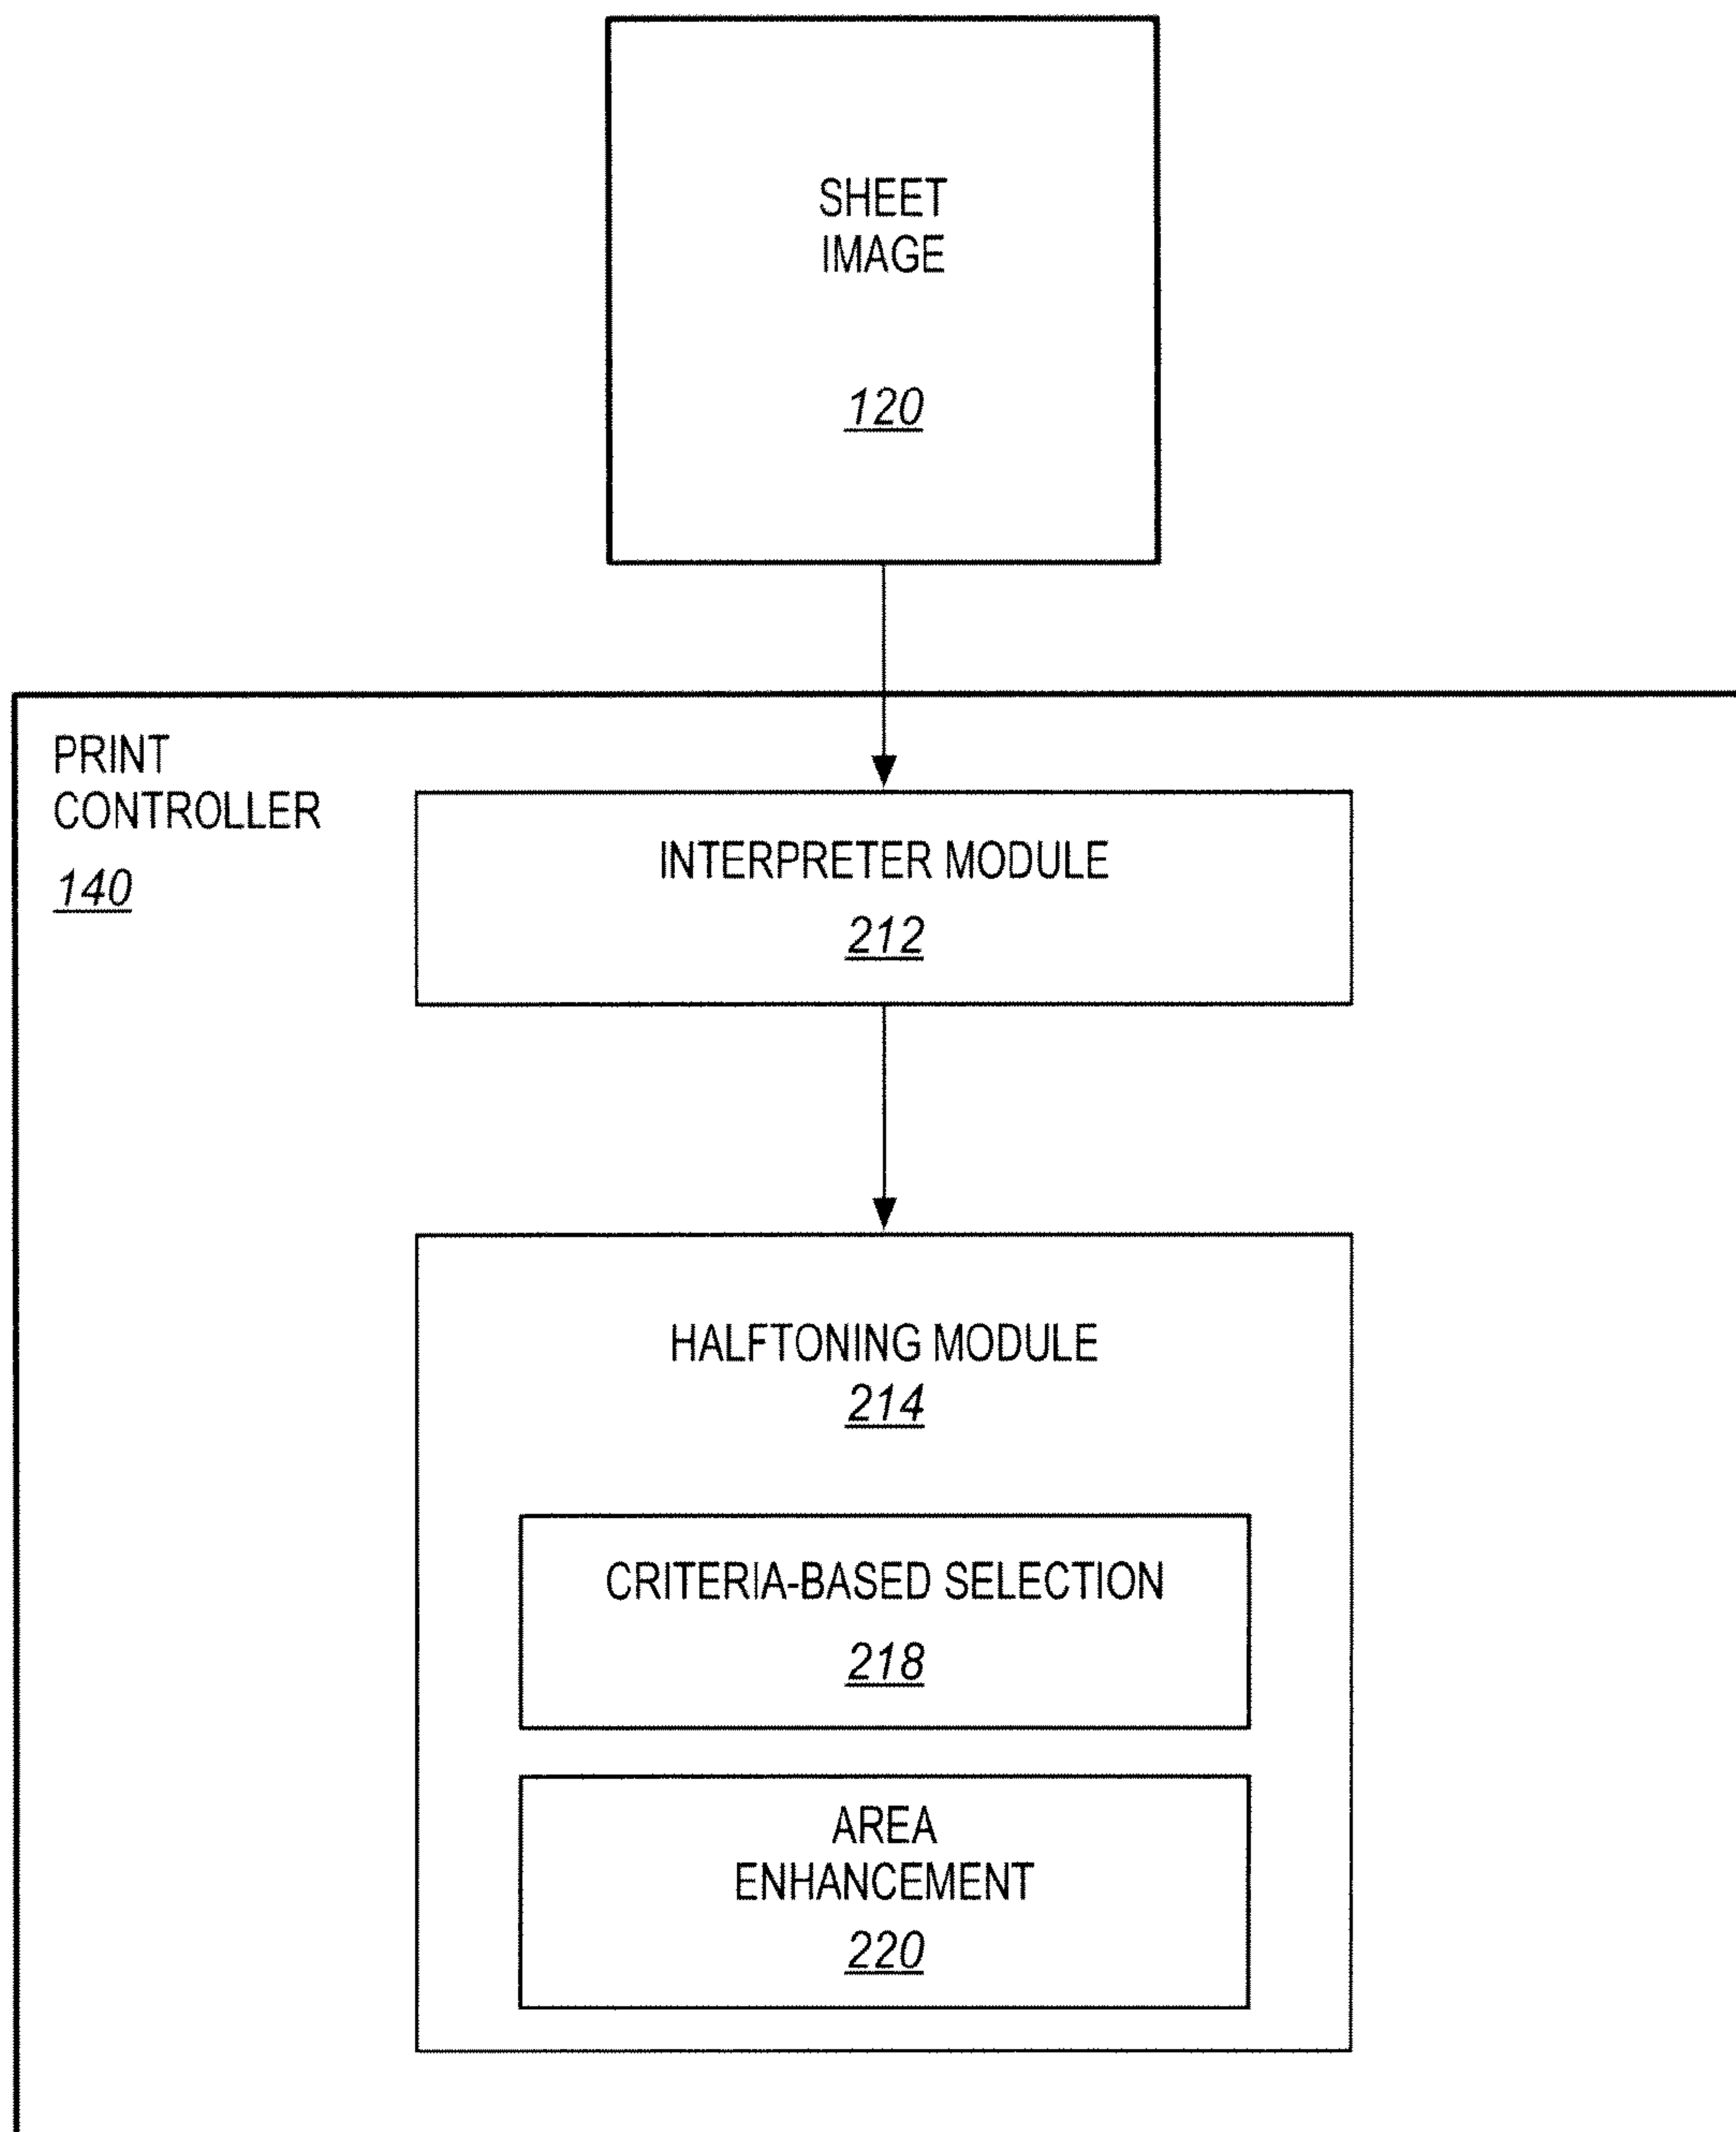 SHEET
IMAGE
120
PRINT
CONTROLLER
140
INTERPRETER MODULE
212
HALFTONING MODULE
214
CRITERIA-BASED SELECTION
218
AREA
ENHANCEMENT
220